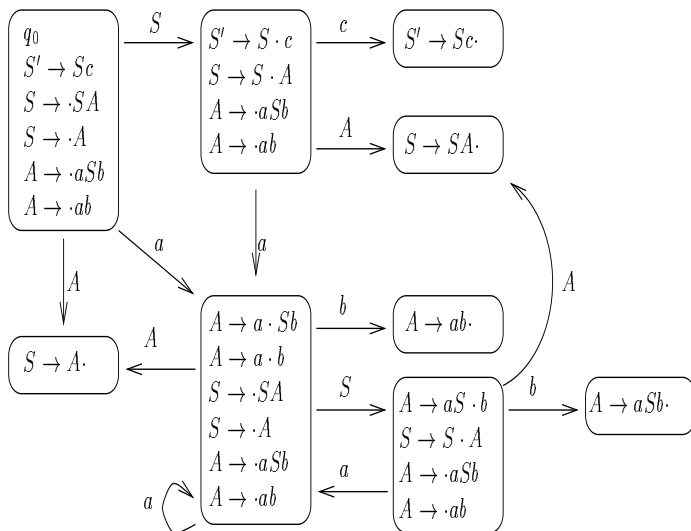 q₀
S' → Sc
S → ·SA
S → ·A
A → ·aSb
A → ·ab
S
S' → S · c
S → S · A
A → ·aSb
A → ·ab
c
S' → Sc·
A
S → SA·
a
a
A
A
S → A·
A
A → a · Sb
A → a · b
S → ·SA
S → ·A
A → ·aSb
A → ·ab
b
A → ab·
S
A → aS · b
S → S · A
A → ·aSb
A → ·ab
b
A → aSb·
a
a